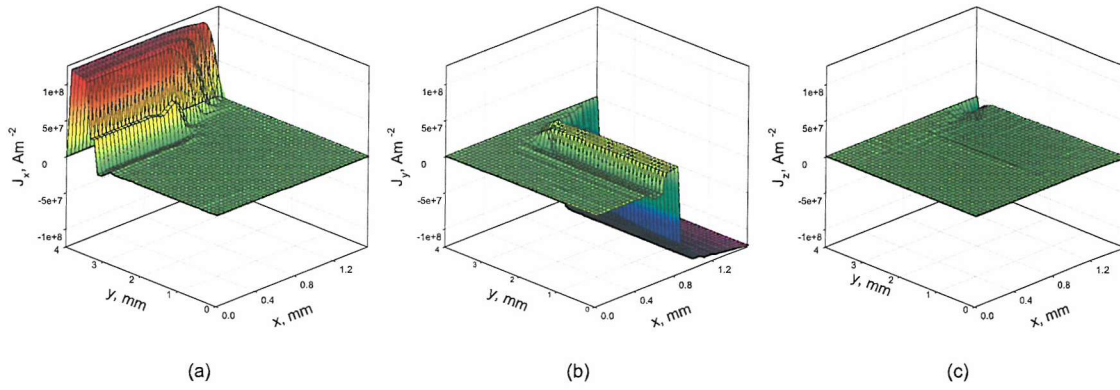 1e+8
5e+7
0
-5e+7
-1e+8
J_x, Am^-2
4
3
2
1
0
y, mm
0.0
0.4
0.8
1.2
x, mm
(a)
1e+8
5e+7
0
-5e+7
-1e+8
J_y, Am^-2
4
3
2
1
0
y, mm
0.0
0.4
0.8
1.2
x, mm
(b)
1e+8
5e+7
0
-5e+7
-1e+8
J_z, Am^-2
4
3
2
1
0
y, mm
0.0
0.4
0.8
1.2
x, mm
(c)